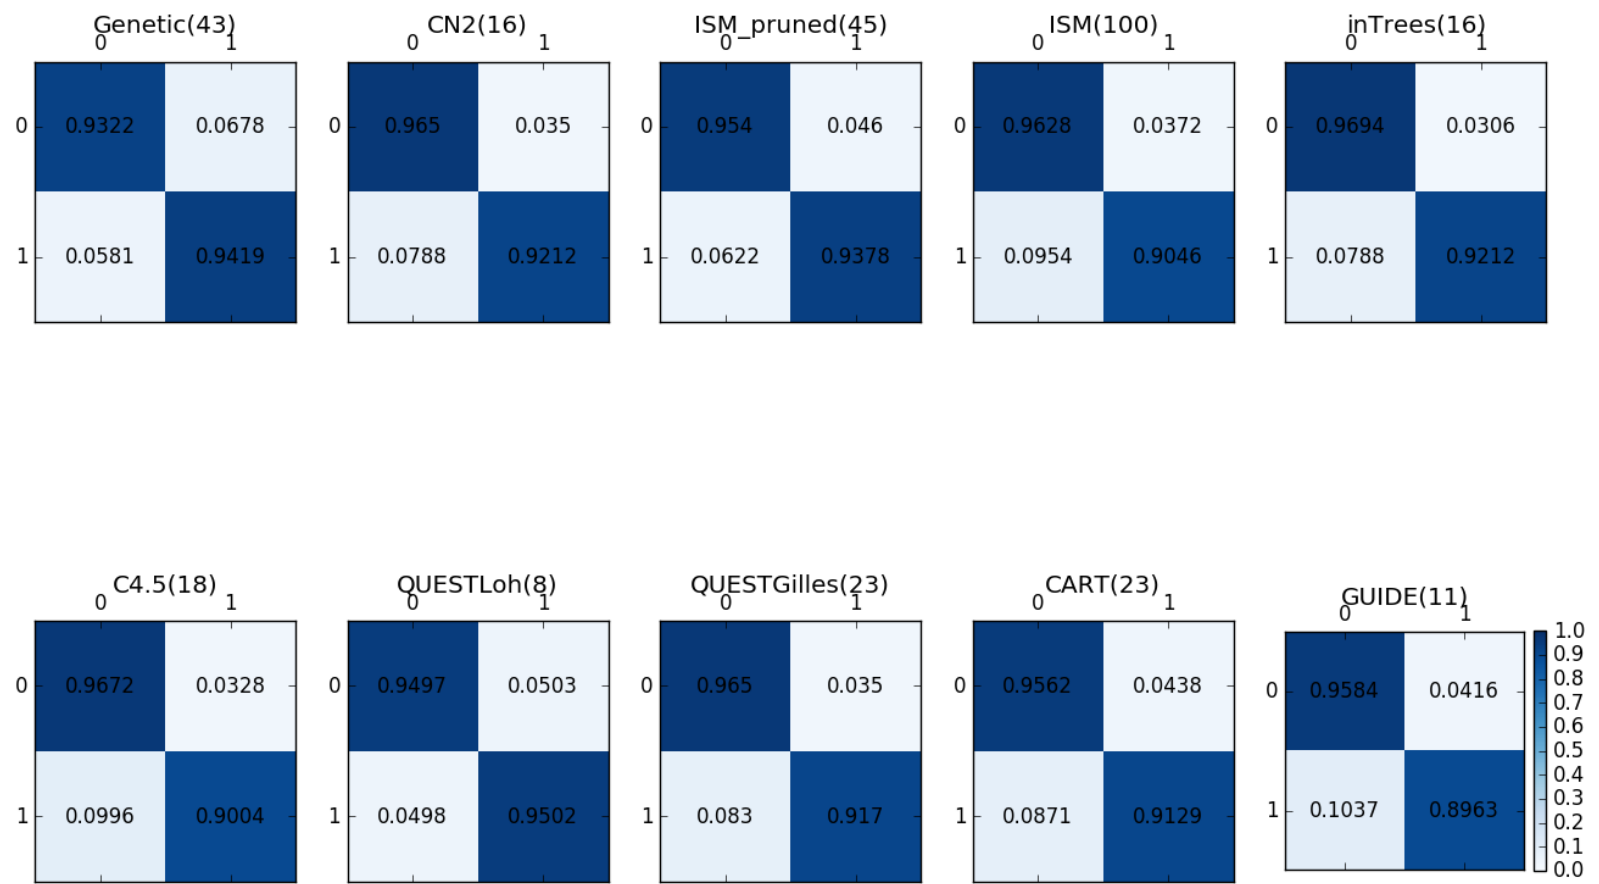 Genetic(43) CN2(16) ISM_pruned(45) ISM(100) inTrees(16)
0 1 0 1 0 1 0 1 0 1
0 0.9322 0.0678 0 0.965 0.035 0 0.954 0.046 0 0.9628 0.0372 0 0.9694 0.0306
1 0.0581 0.9419 1 0.0788 0.9212 1 0.0622 0.9378 1 0.0954 0.9046 1 0.0788 0.9212
C4.5(18) QUESTLoh(8) QUESTGilles(23) CART(23) GUIDE(11)
0 1 0 1 0 1 0 1 0 1
0 0.9672 0.0328 0 0.9497 0.0503 0 0.965 0.035 0 0.9562 0.0438 0 0.9584 0.0416
1 0.0996 0.9004 1 0.0498 0.9502 1 0.083 0.917 1 0.0871 0.9129 1 0.1037 0.8963
1.0
0.9
0.8
0.7
0.6
0.5
0.4
0.3
0.2
0.1
0.0